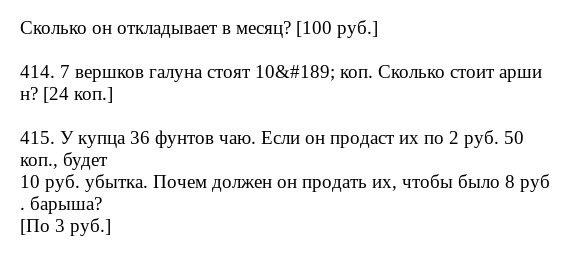 Сколько он откладывает в месяц? [100 руб.]
414. 7 вершков галуна стоят 10&#189; коп. Сколько стоит арши
н? [24 коп.]
415. У купца 36 фунтов чаю. Если он продаст их по 2 руб. 50
коп., будет
10 руб. убытка. Почем должен он продать их, чтобы было 8 руб
. барыша?
[По 3 руб.]